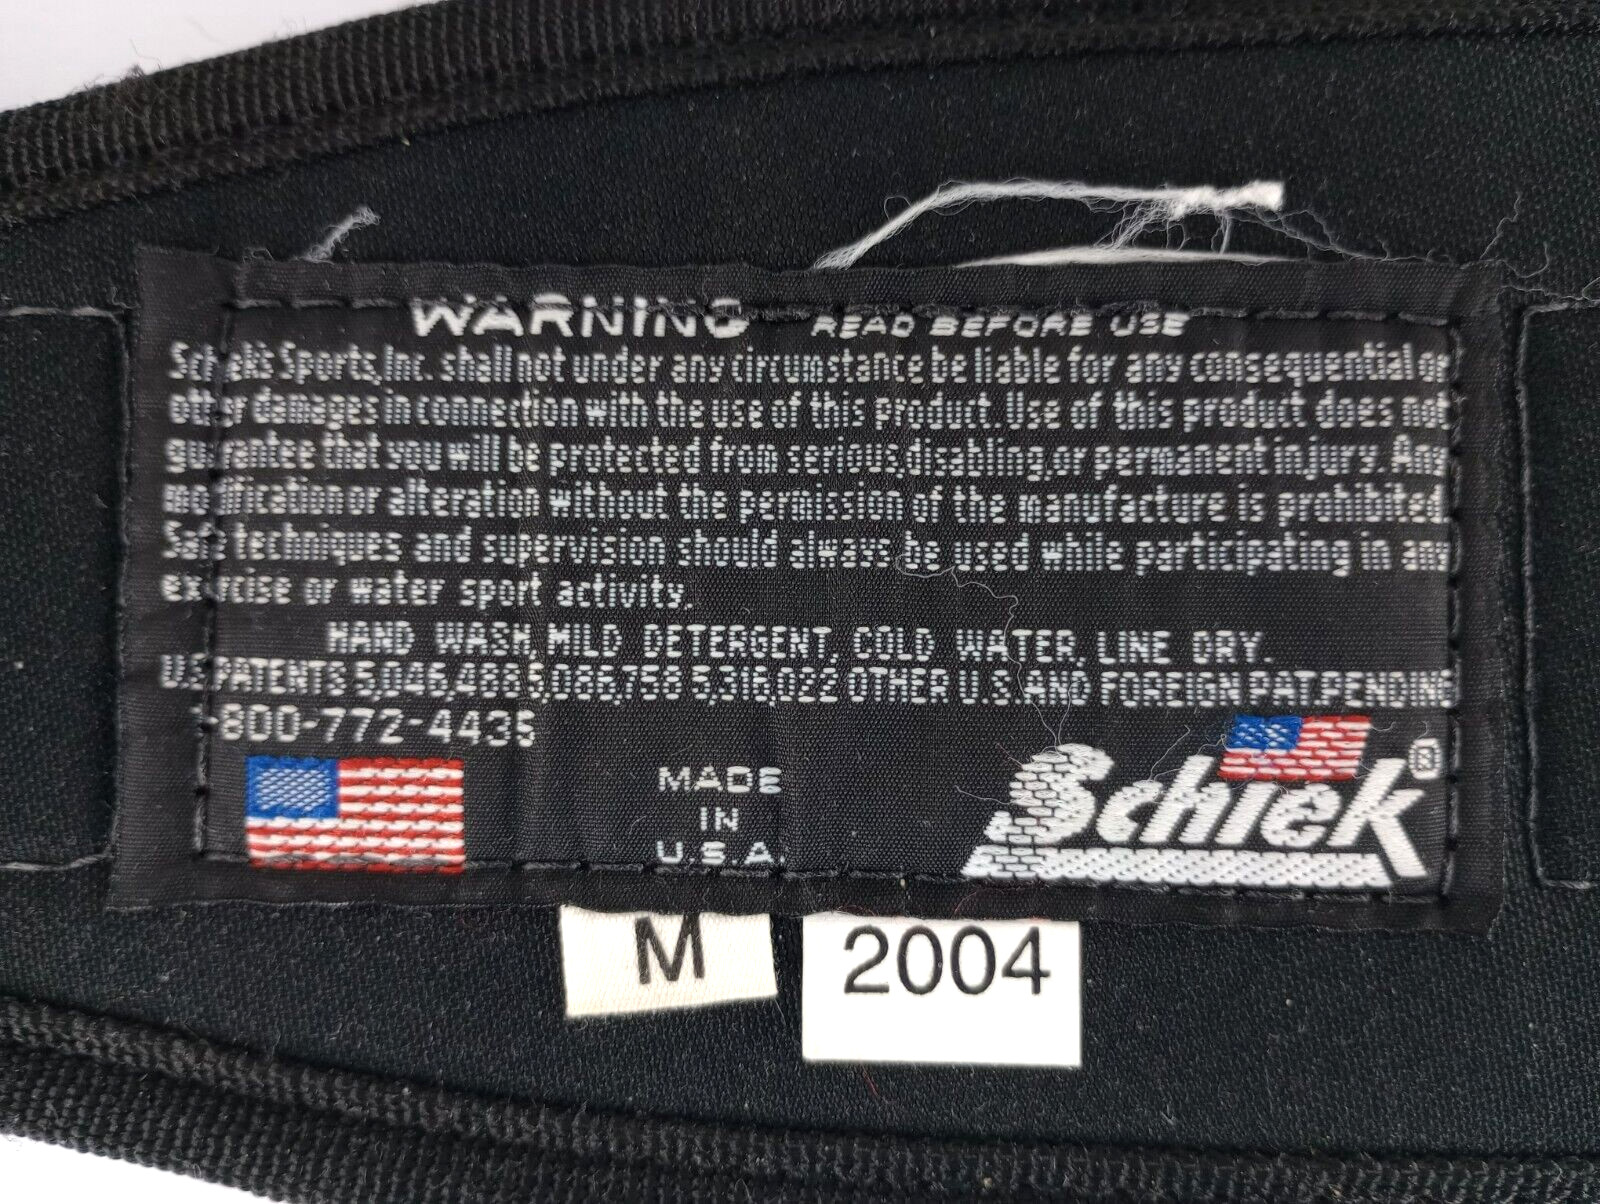 WARNING READ BEFORE USE
Schiek's Sports, Inc. shall not under any circumstance be liable for any consequential or
other damages in connection with the use of this product. Use of this product does not
guarantee that you will be protected from serious, disabling, or permanent injury. Any
modification or alteration without the permission of the manufacture is prohibited.
Safe techniques and supervision should always be used while participating in any
exercise or water sport activity.
HAND WASH, MILD DETERGENT, COLD WATER, LINE DRY.
U.S. PATENTS 5,046,488 5,086,758 5,316,022 OTHER U.S. AND FOREIGN PAT. PENDING
1-800-772-4435
MADE
IN
U.S.A.
Schiek®
M
2004